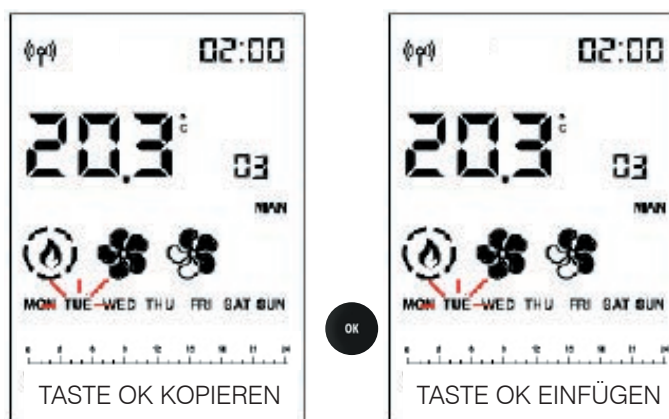 02:00
20.3 °C
03
MAN
MON TUE WED THU FRI SAT SUN
TASTE OK KOPIEREN
OK
02:00
20.3 °C
03
MAN
MON TUE WED THU FRI SAT SUN
TASTE OK EINFÜGEN